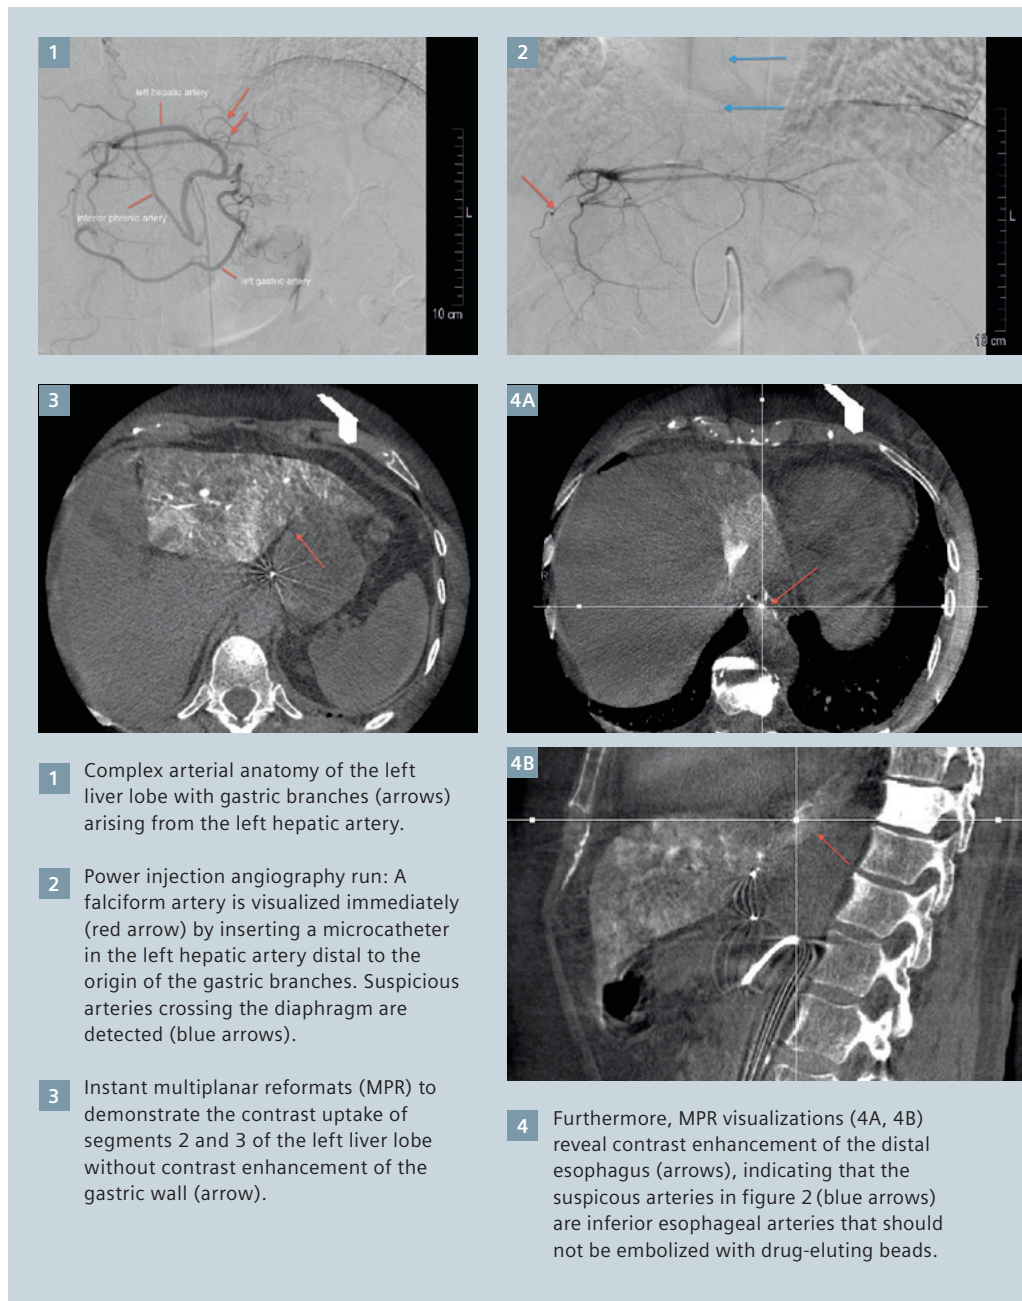 1
left hepatic artery
inferior phrenic artery
left gastric artery
L
10 cm
2
L
10 cm
3
4A
R
L
1
Complex arterial anatomy of the left
liver lobe with gastric branches (arrows)
arising from the left hepatic artery.
2
Power injection angiography run: A
falciform artery is visualized immediately
(red arrow) by inserting a microcatheter
in the left hepatic artery distal to the
origin of the gastric branches. Suspicious
arteries crossing the diaphragm are
detected (blue arrows).
3
Instant multiplanar reformats (MPR) to
demonstrate the contrast uptake of
segments 2 and 3 of the left liver lobe
without contrast enhancement of the
gastric wall (arrow).
4B
4
Furthermore, MPR visualizations (4A, 4B)
reveal contrast enhancement of the distal
esophagus (arrows), indicating that the
suspicous arteries in figure 2 (blue arrows)
are inferior esophageal arteries that should
not be embolized with drug-eluting beads.